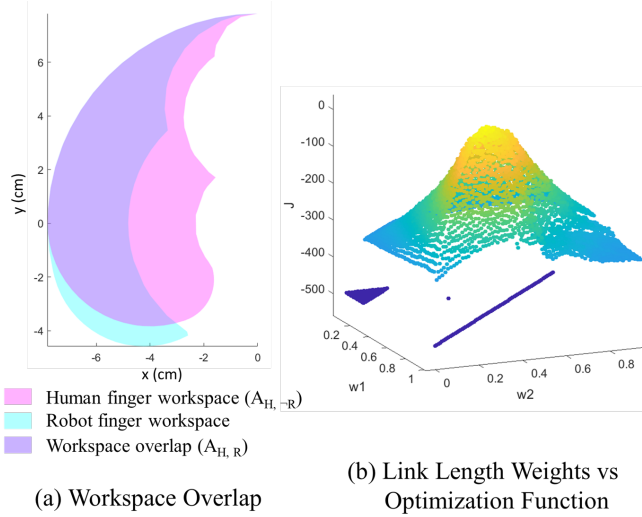 6
4
2
0
-2
-4
y (cm)
-6
-4
-2
0
x (cm)
Human finger workspace (A_H, ¬R)
Robot finger workspace
Workspace overlap (A_H, R)
(a) Workspace Overlap
0
-100
-200
-300
-400
-500
J
0.2
0.4
0.6
0.8
1
w1
0
0.2
0.4
0.6
0.8
w2
(b) Link Length Weights vs
Optimization Function